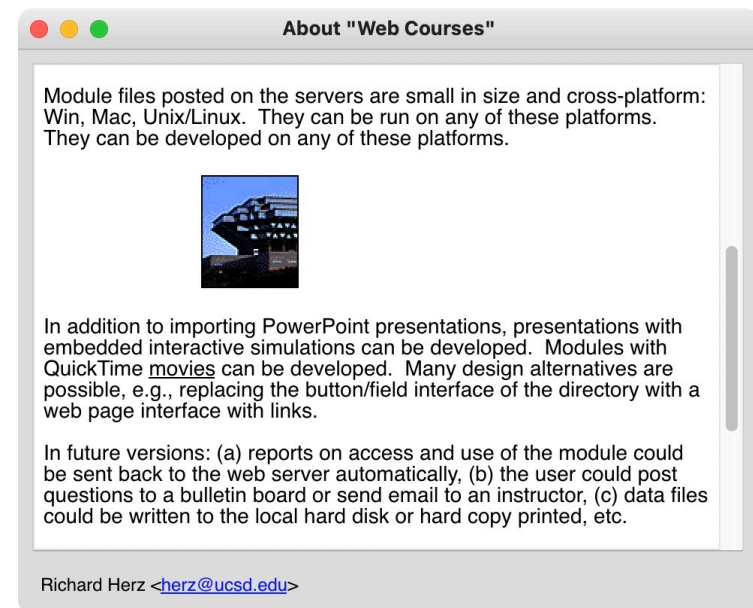 About "Web Courses"
Module files posted on the servers are small in size and cross-platform:
Win, Mac, Unix/Linux.  They can be run on any of these platforms.
They can be developed on any of these platforms.
In addition to importing PowerPoint presentations, presentations with
embedded interactive simulations can be developed.  Modules with
QuickTime movies can be developed.  Many design alternatives are
possible, e.g., replacing the button/field interface of the directory with a
web page interface with links.
In future versions: (a) reports on access and use of the module could
be sent back to the web server automatically, (b) the user could post
questions to a bulletin board or send email to an instructor, (c) data files
could be written to the local hard disk or hard copy printed, etc.
Richard Herz <herz@ucsd.edu>